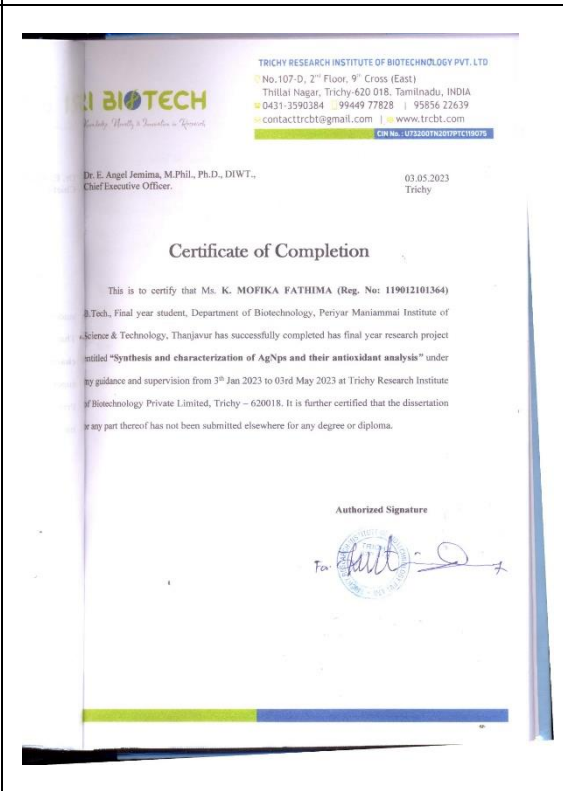 TRICHY RESEARCH INSTITUTE OF BIOTECHNOLOGY PVT. LTD
No.107-D, 2nd Floor, 9th Cross (East)
Thillai Nagar, Trichy-620 018. Tamilnadu, INDIA
0431-3590384 99449 77828 | 95856 22639
contacttrcbt@gmail.com | www.trcbt.com
CIN No. : U73200TN2017PTC119075
RI BIOTECH
Dr. E. Angel Jemima, M.Phil., Ph.D., DIWT.,
Chief Executive Officer.
03.05.2023
Trichy
Certificate of Completion
This is to certify that Ms. K. MOFIKA FATHIMA (Reg. No: 119012101364)
B.Tech., Final year student, Department of Biotechnology, Periyar Maniammai Institute of
Science & Technology, Thanjavur has successfully completed has final year research project
entitled "Synthesis and characterization of AgNps and their antioxidant analysis" under
my guidance and supervision from 3rd Jan 2023 to 03rd May 2023 at Trichy Research Institute
of Biotechnology Private Limited, Trichy – 620018. It is further certified that the dissertation
or any part thereof has not been submitted elsewhere for any degree or diploma.
Authorized Signature
For